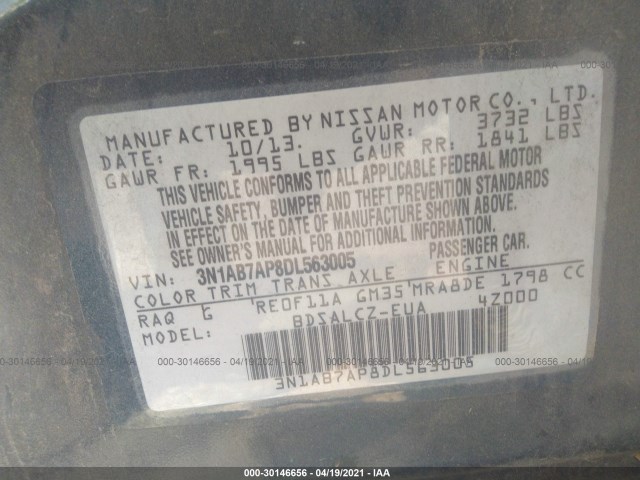 MANUFACTURED BY NISSAN MOTOR CO., LTD.
DATE: 10/13. GVWR: 3732 LBS
GAWR FR: 1995 LBS GAWR RR: 1841 LBS
THIS VEHICLE CONFORMS TO ALL APPLICABLE FEDERAL MOTOR
VEHICLE SAFETY, BUMPER AND THEFT PREVENTION STANDARDS
IN EFFECT ON THE DATE OF MANUFACTURE SHOWN ABOVE.
SEE OWNER'S MANUAL FOR ADDITIONAL INFORMATION.
VIN: 3N1AB7AP8DL563005 PASSENGER CAR.
COLOR TRIM TRANS AXLE ENGINE
RAQ G RE0F11A GM35 MRA8DE 1798 CC
MODEL: BDSALCZ-EUA 4Z000
3N1AB7AP8DL563005
000-30146656 - 04/19/2021 - IAA
000-30146656 - 04/19/2021 - IAA
000-30146656 - 04/19/2021 - IAA
000-30146656 - 04/19/2021 - IAA